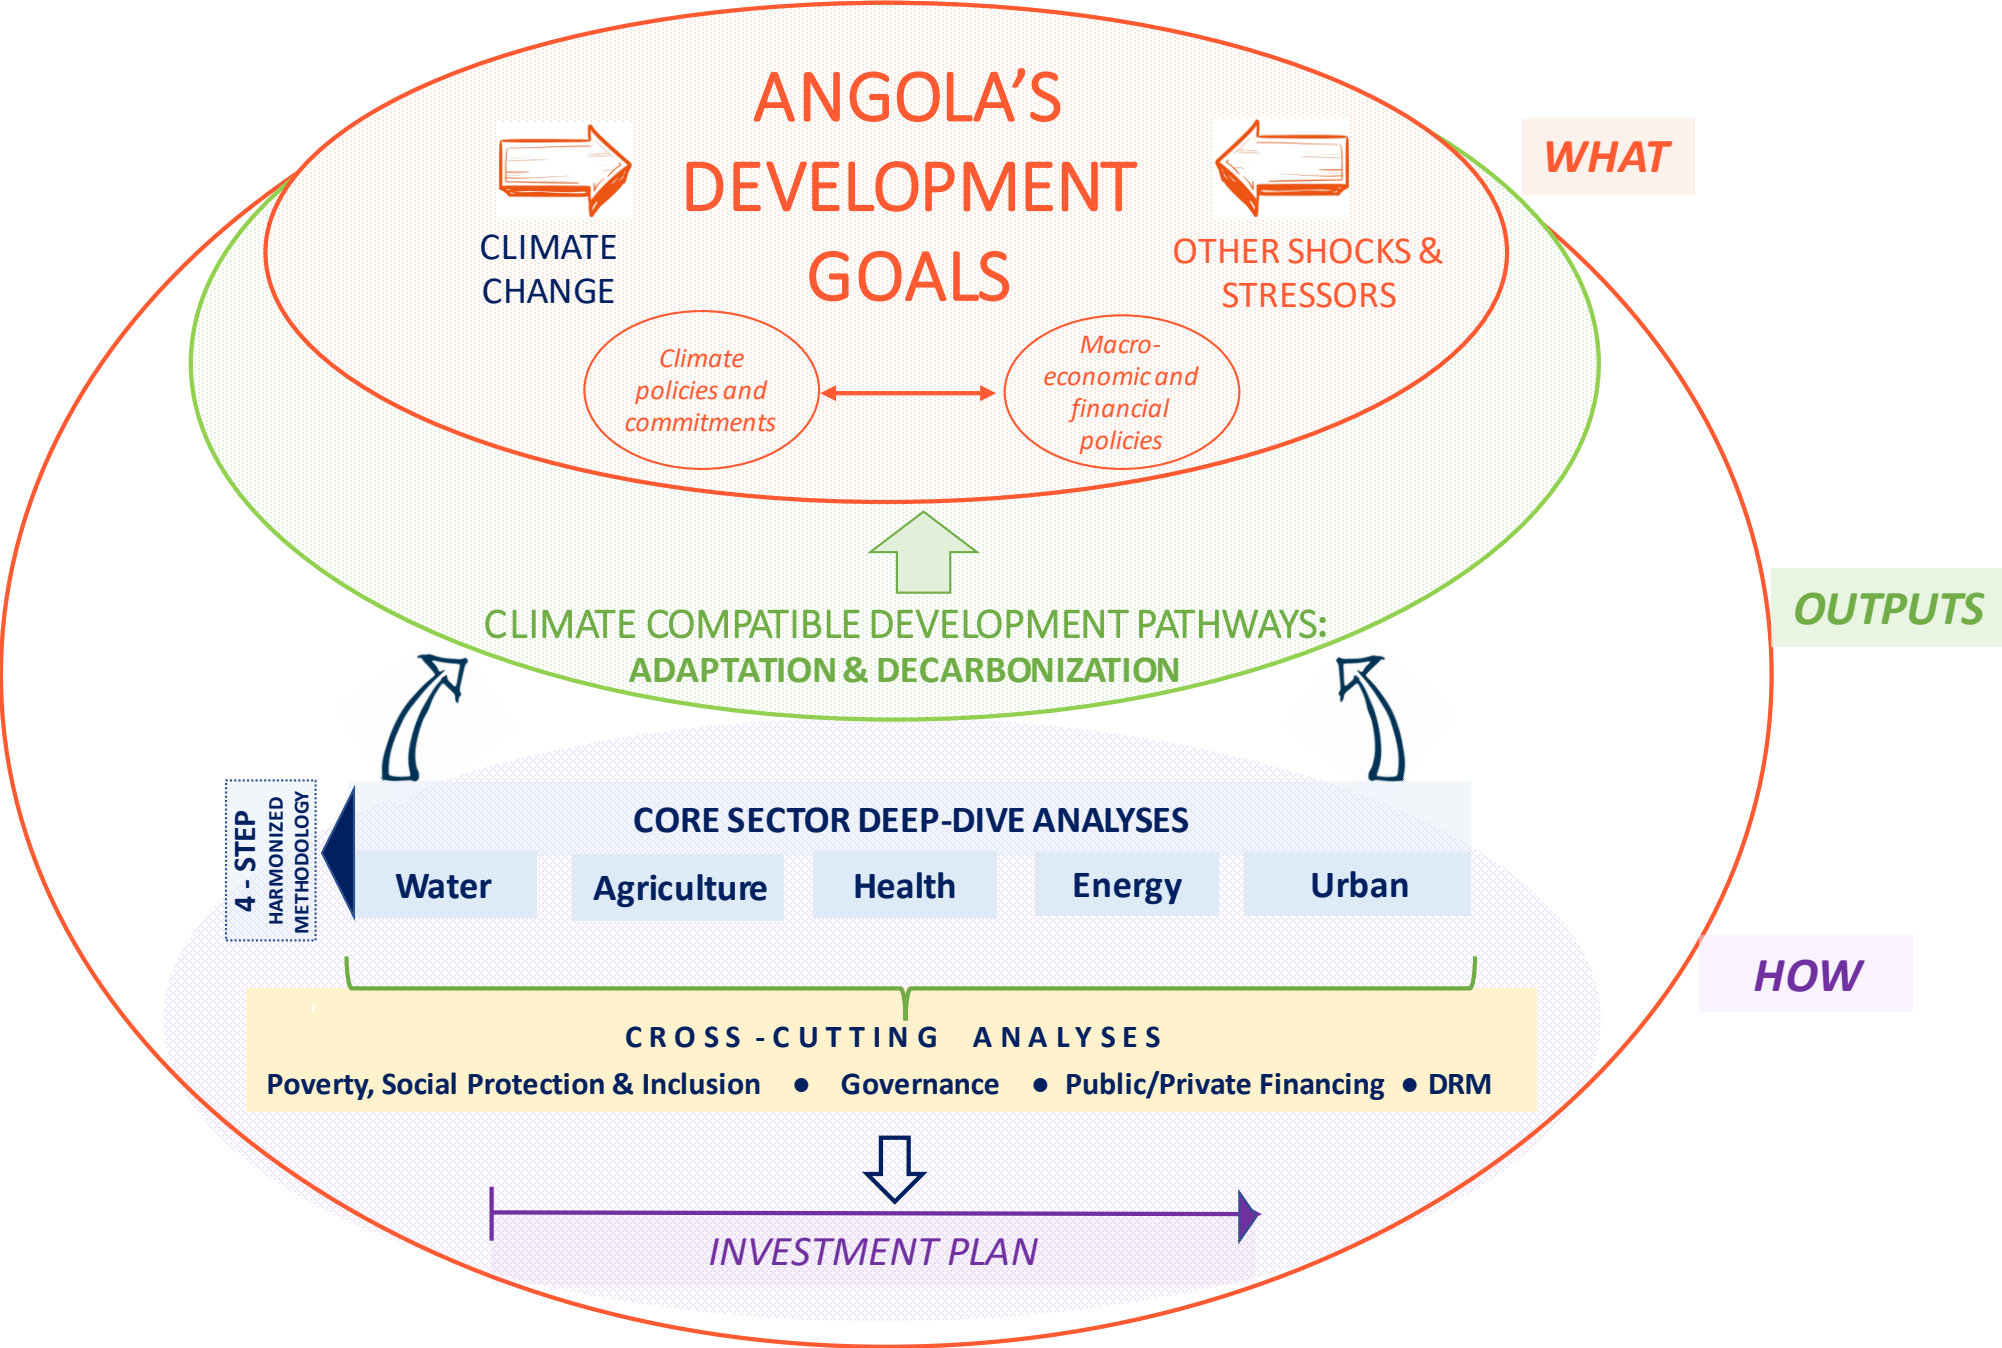 ANGOLA’S
DEVELOPMENT
GOALS
CLIMATE
CHANGE
OTHER SHOCKS &
STRESSORS
Climate
policies and
commitments
Macro-
economic and
financial
policies
WHAT
CLIMATE COMPATIBLE DEVELOPMENT PATHWAYS:
ADAPTATION & DECARBONIZATION
OUTPUTS
4 - STEP
HARMONIZED
METHODOLOGY
CORE SECTOR DEEP-DIVE ANALYSES
Water
Agriculture
Health
Energy
Urban
HOW
CROSS-CUTTING ANALYSES
Poverty, Social Protection & Inclusion ● Governance ● Public/Private Financing ● DRM
INVESTMENT PLAN